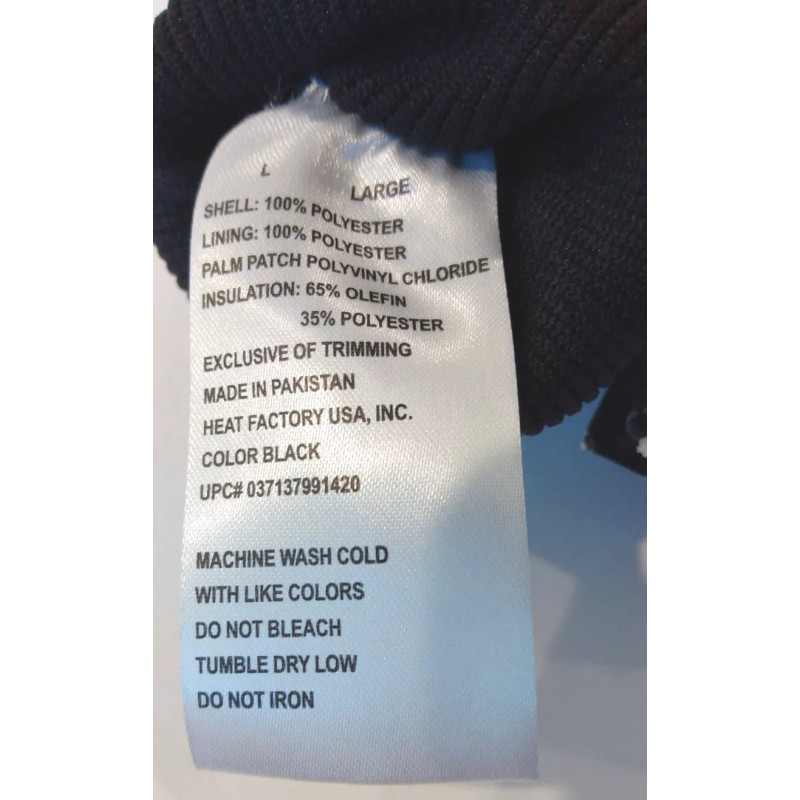 L
LARGE
SHELL: 100% POLYESTER
LINING: 100% POLYESTER
PALM PATCH POLYVINYL CHLORIDE
INSULATION: 65% OLEFIN
35% POLYESTER
EXCLUSIVE OF TRIMMING
MADE IN PAKISTAN
HEAT FACTORY USA, INC.
COLOR BLACK
UPC# 037137991420
MACHINE WASH COLD
WITH LIKE COLORS
DO NOT BLEACH
TUMBLE DRY LOW
DO NOT IRON